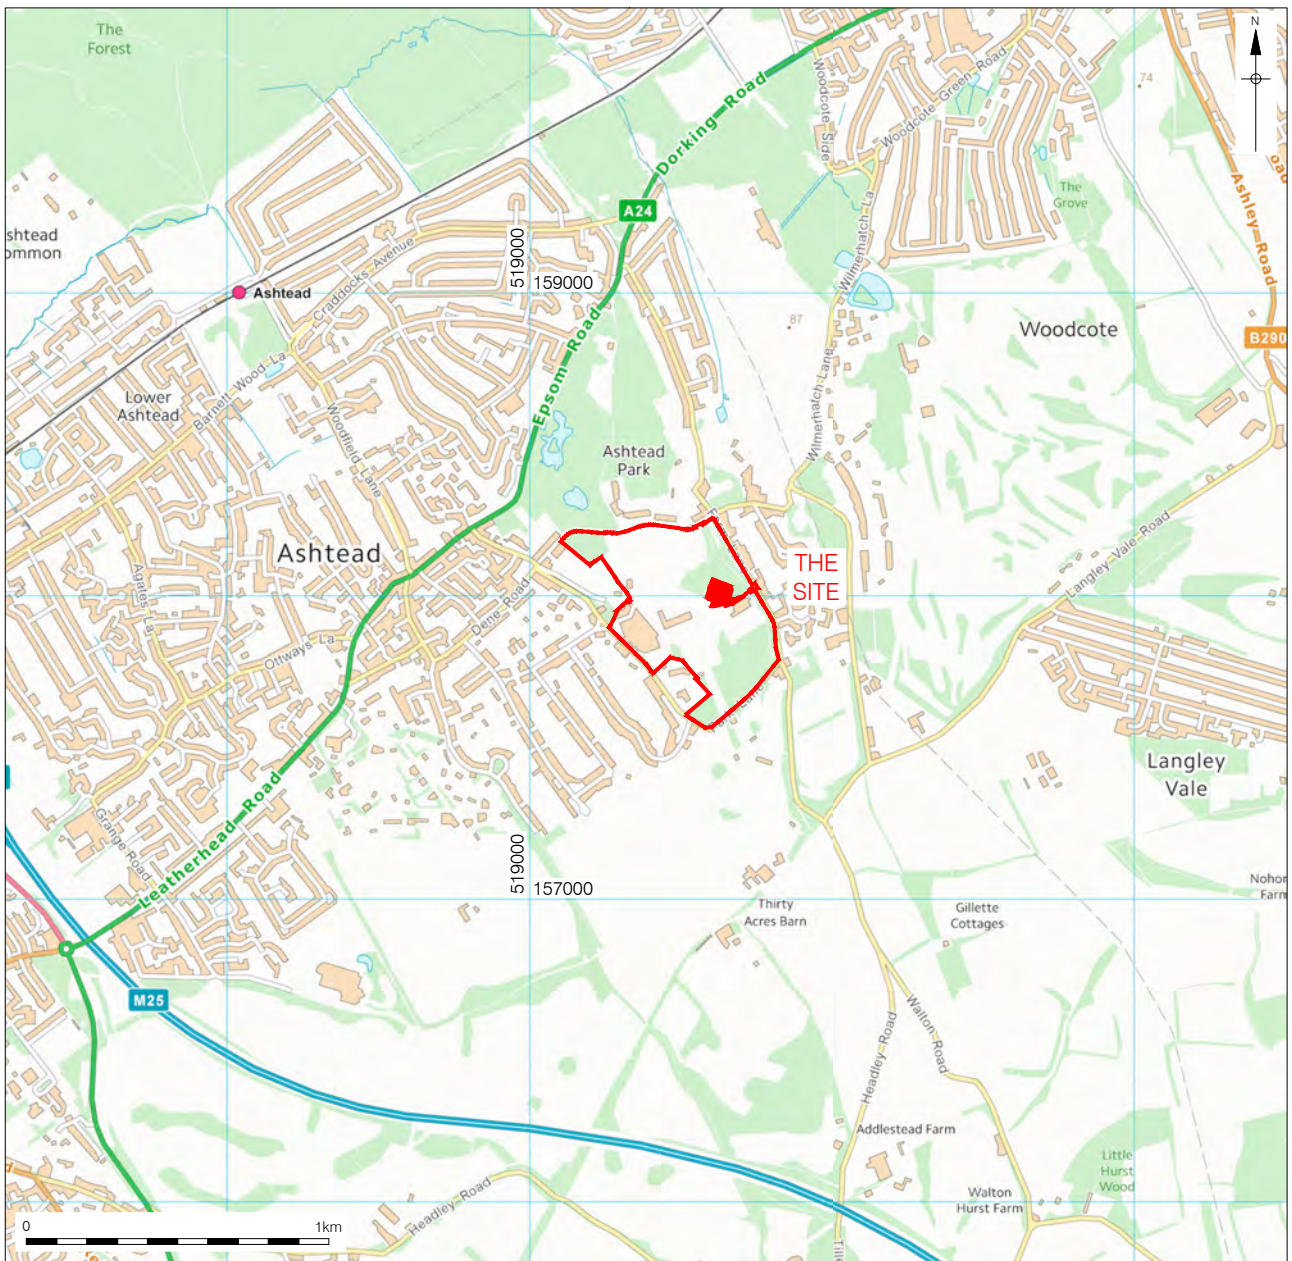 The
Forest
N
74
Woodcote Side
Woodcote Green Road
Dorking Road
oad
The
Grove
Ashley Road
A24
shtead
ommon
Craddocks Avenue
519000
159000
Wilmerhatch La
Ashtead
87
Woodcote
B290
Epsom Road
Barnett Wood La
Lower
Ashtead
Woodfield Lane
Wilmerhatch Lane
Ashtead
Park
Ashtead
THE
SITE
Langley Vale Road
Agates La
Dene Road
Ottways La
Lane
Langley
Vale
Leatherhead Road
Grange Road
519000
157000
Thirty
Acres Barn
Gillette
Cottages
Nohor
Farm
M25
Walton Road
Headley Road
Addlestead Farm
Little
Hurst
Wood
Walton
Hurst Farm
Headley Road
0
1km